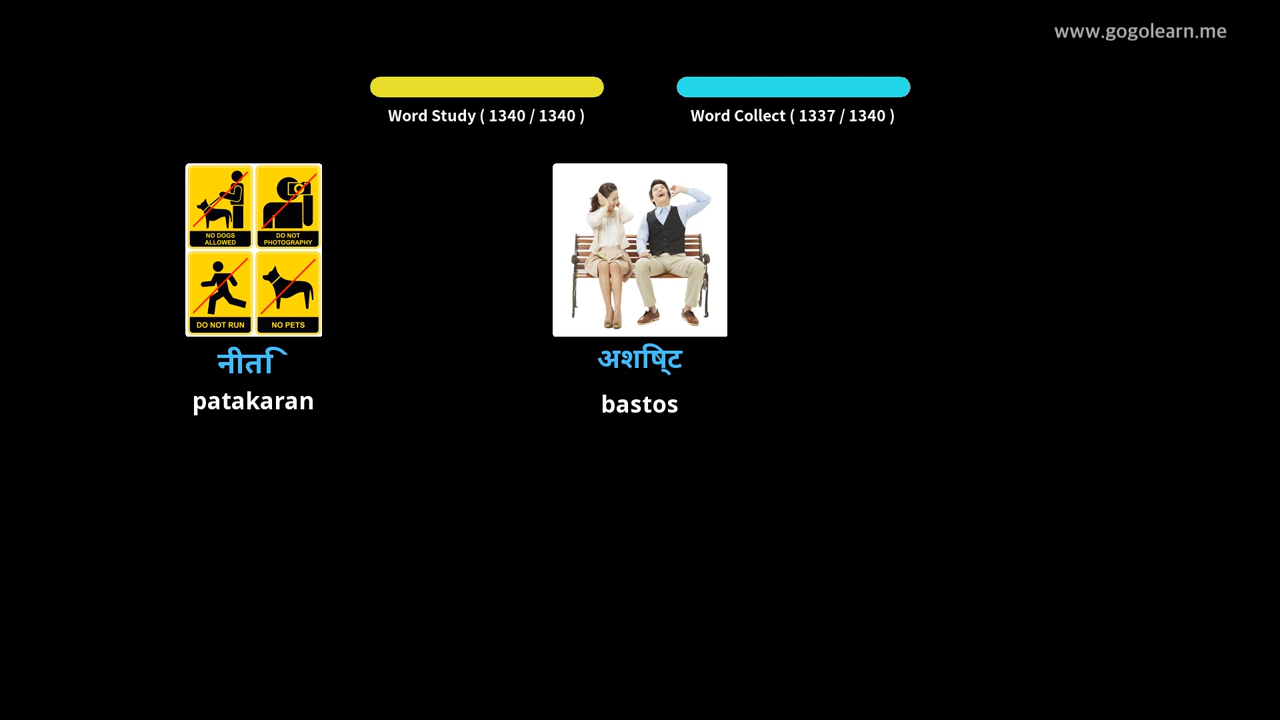 www.gogolearn.me
Word Study ( 1340 / 1340 )
Word Collect ( 1337 / 1340 )
NO DOGS
ALLOWED
DO NOT
PHOTOGRAPHY
DO NOT RUN
NO PETS
नीति
patakaran
अशिष्ट
bastos